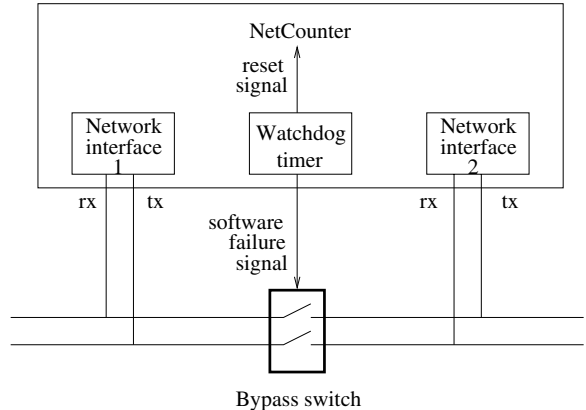 NetCounter
reset
signal
Network
interface
1
Watchdog
timer
Network
interface
2
rx
tx
rx
tx
software
failure
signal
Bypass switch